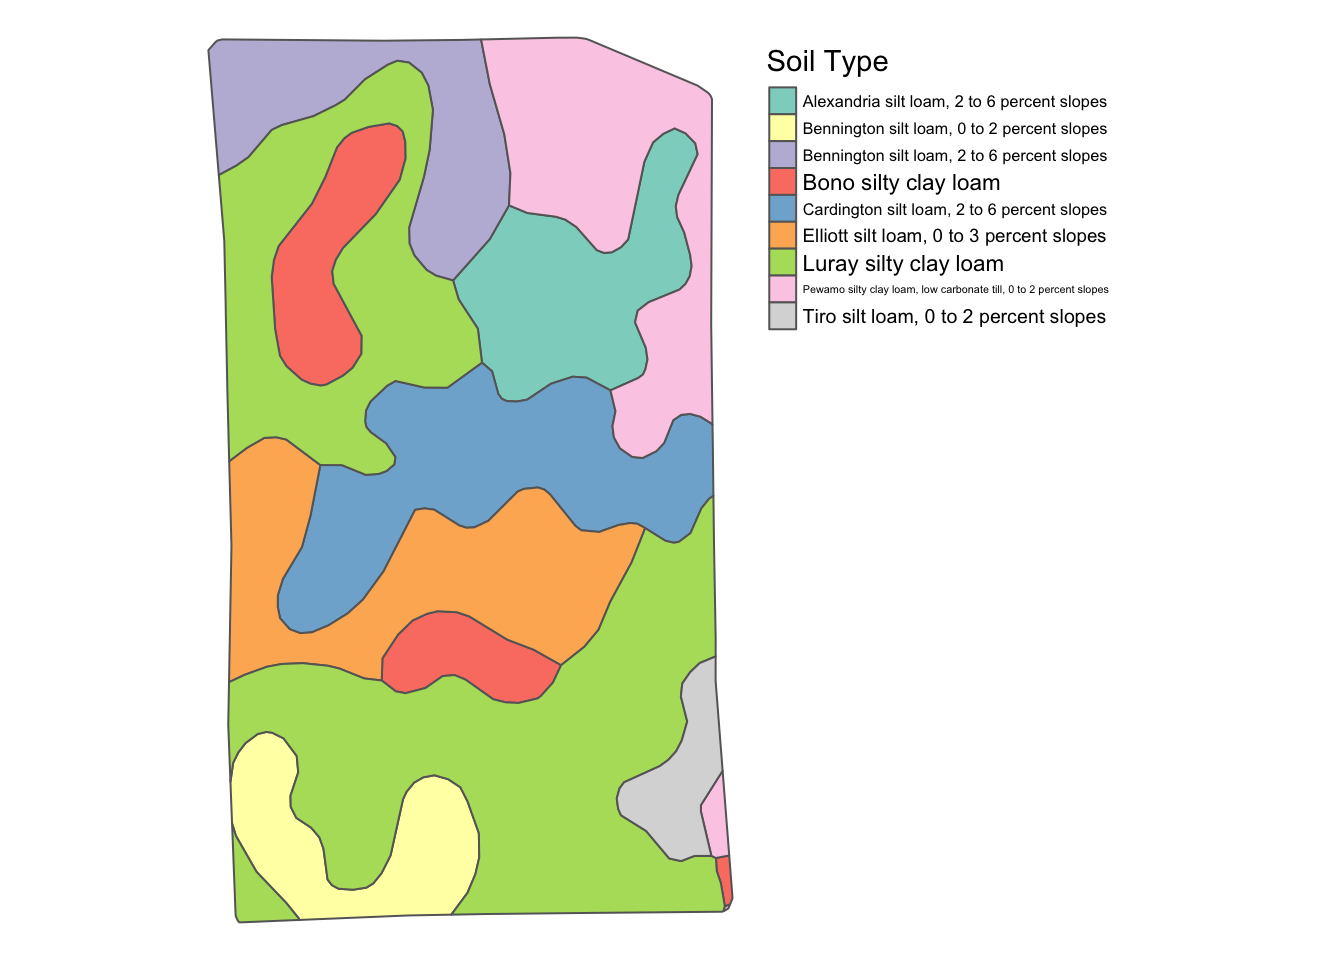 Soil Type
Alexandria silt loam, 2 to 6 percent slopes
Bennington silt loam, 0 to 2 percent slopes
Bennington silt loam, 2 to 6 percent slopes
Bono silty clay loam
Cardington silt loam, 2 to 6 percent slopes
Elliott silt loam, 0 to 3 percent slopes
Luray silty clay loam
Pewamo silty clay loam, low carbonate till, 0 to 2 percent slopes
Tiro silt loam, 0 to 2 percent slopes